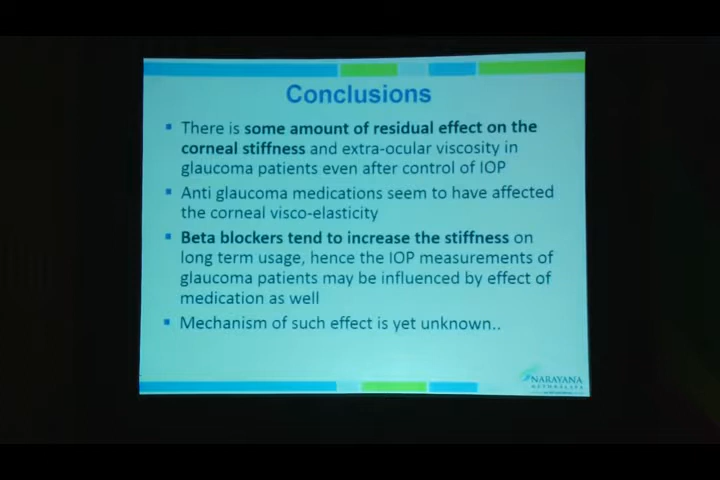 Conclusions
▪ There is some amount of residual effect on the
corneal stiffness and extra-ocular viscosity in
glaucoma patients even after control of IOP
▪ Anti glaucoma medications seem to have affected
the corneal visco-elasticity
▪ Beta blockers tend to increase the stiffness on
long term usage, hence the IOP measurements of
glaucoma patients may be influenced by effect of
medication as well
▪ Mechanism of such effect is yet unknown..
NARAYANA
NETHRALAYA